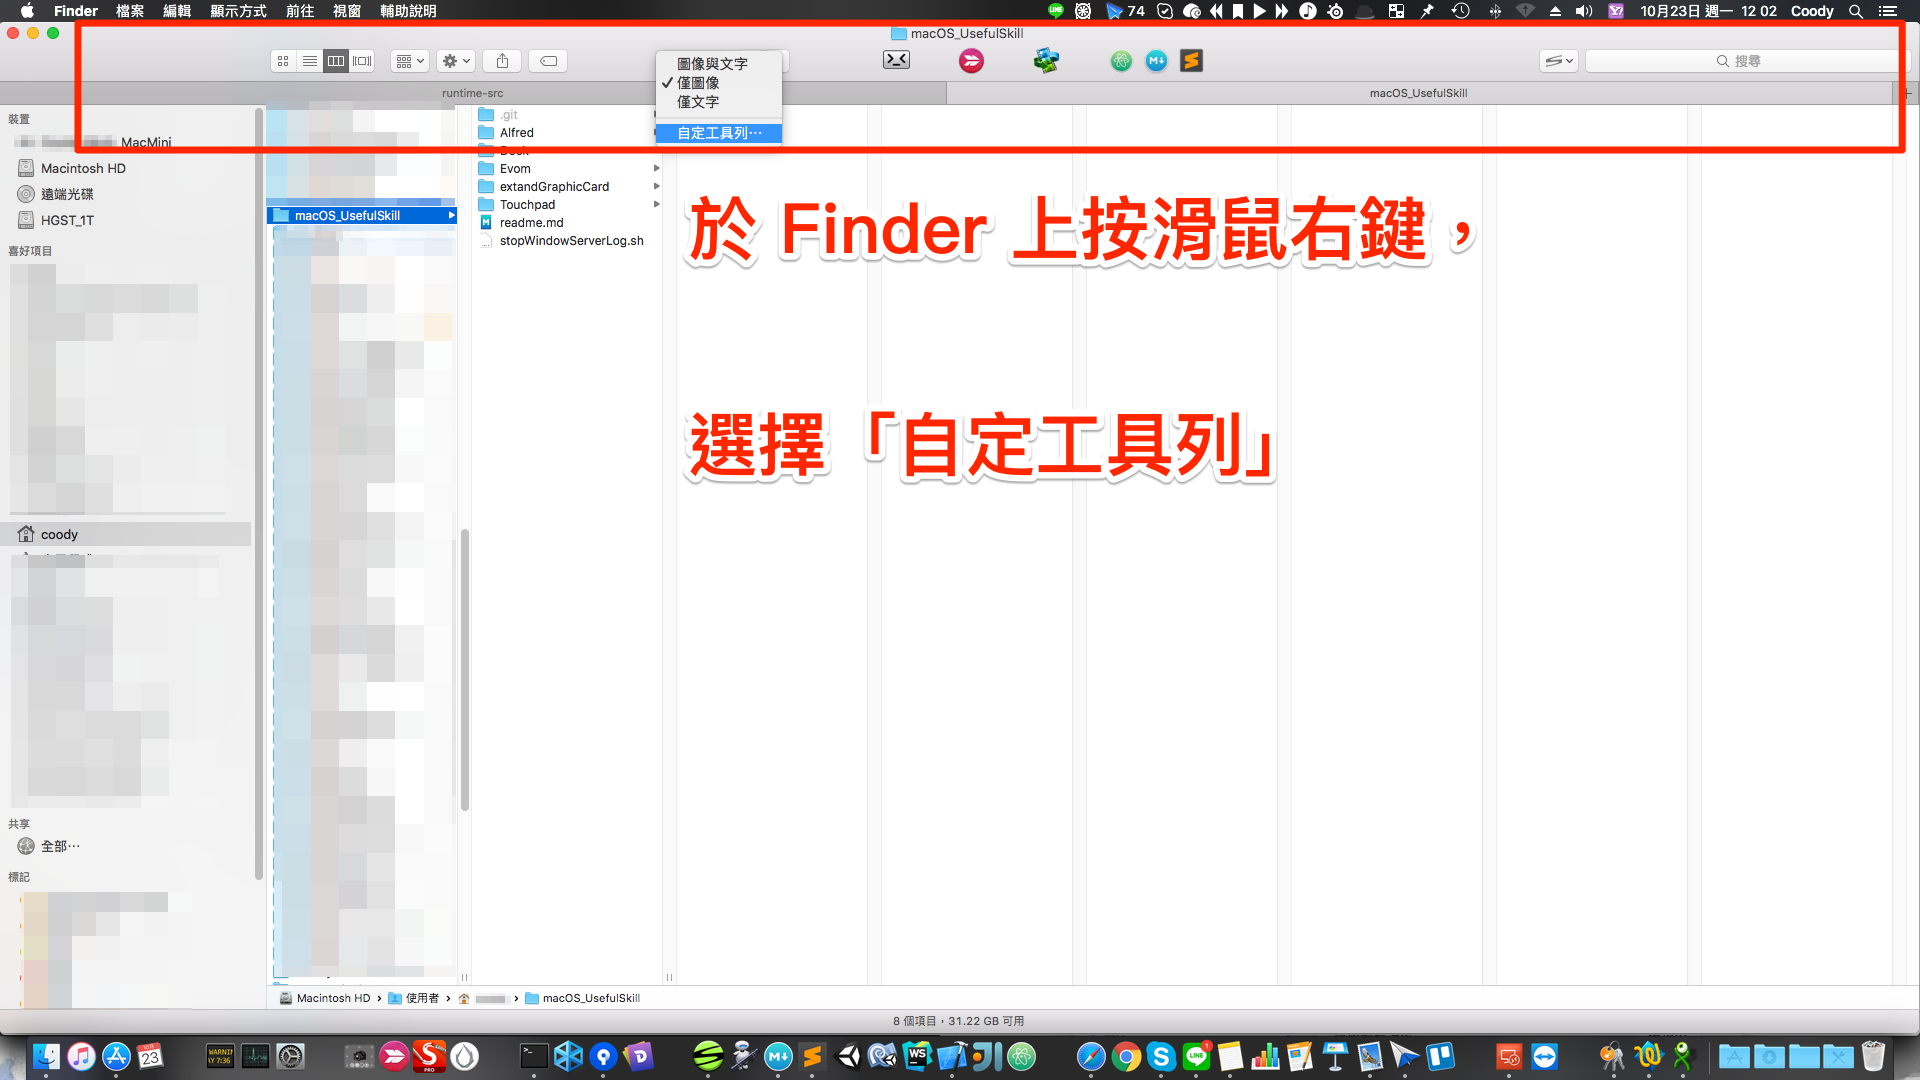 Finder 檔案 編輯 顯示方式 前往 視窗 輔助說明 74 10月23日 週一 12 02 Coody
macOS_UsefulSkill
搜尋
圖像與文字
✓僅圖像
僅文字
自定工具列⋯
runtime-src
macOS_UsefulSkill
裝置
MacMini
Macintosh HD
遠端光碟
HGST_1T
喜好項目
coody
共享
全部⋯
標記
macOS_UsefulSkill
.git
Alfred
Evom
extandGraphicCard
Touchpad
readme.md
stopWindowServerLog.sh
於 Finder 上按滑鼠右鍵，
選擇「自定工具列」
Macintosh HD › 使用者 › › macOS_UsefulSkill
8 個項目，31.22 GB 可用